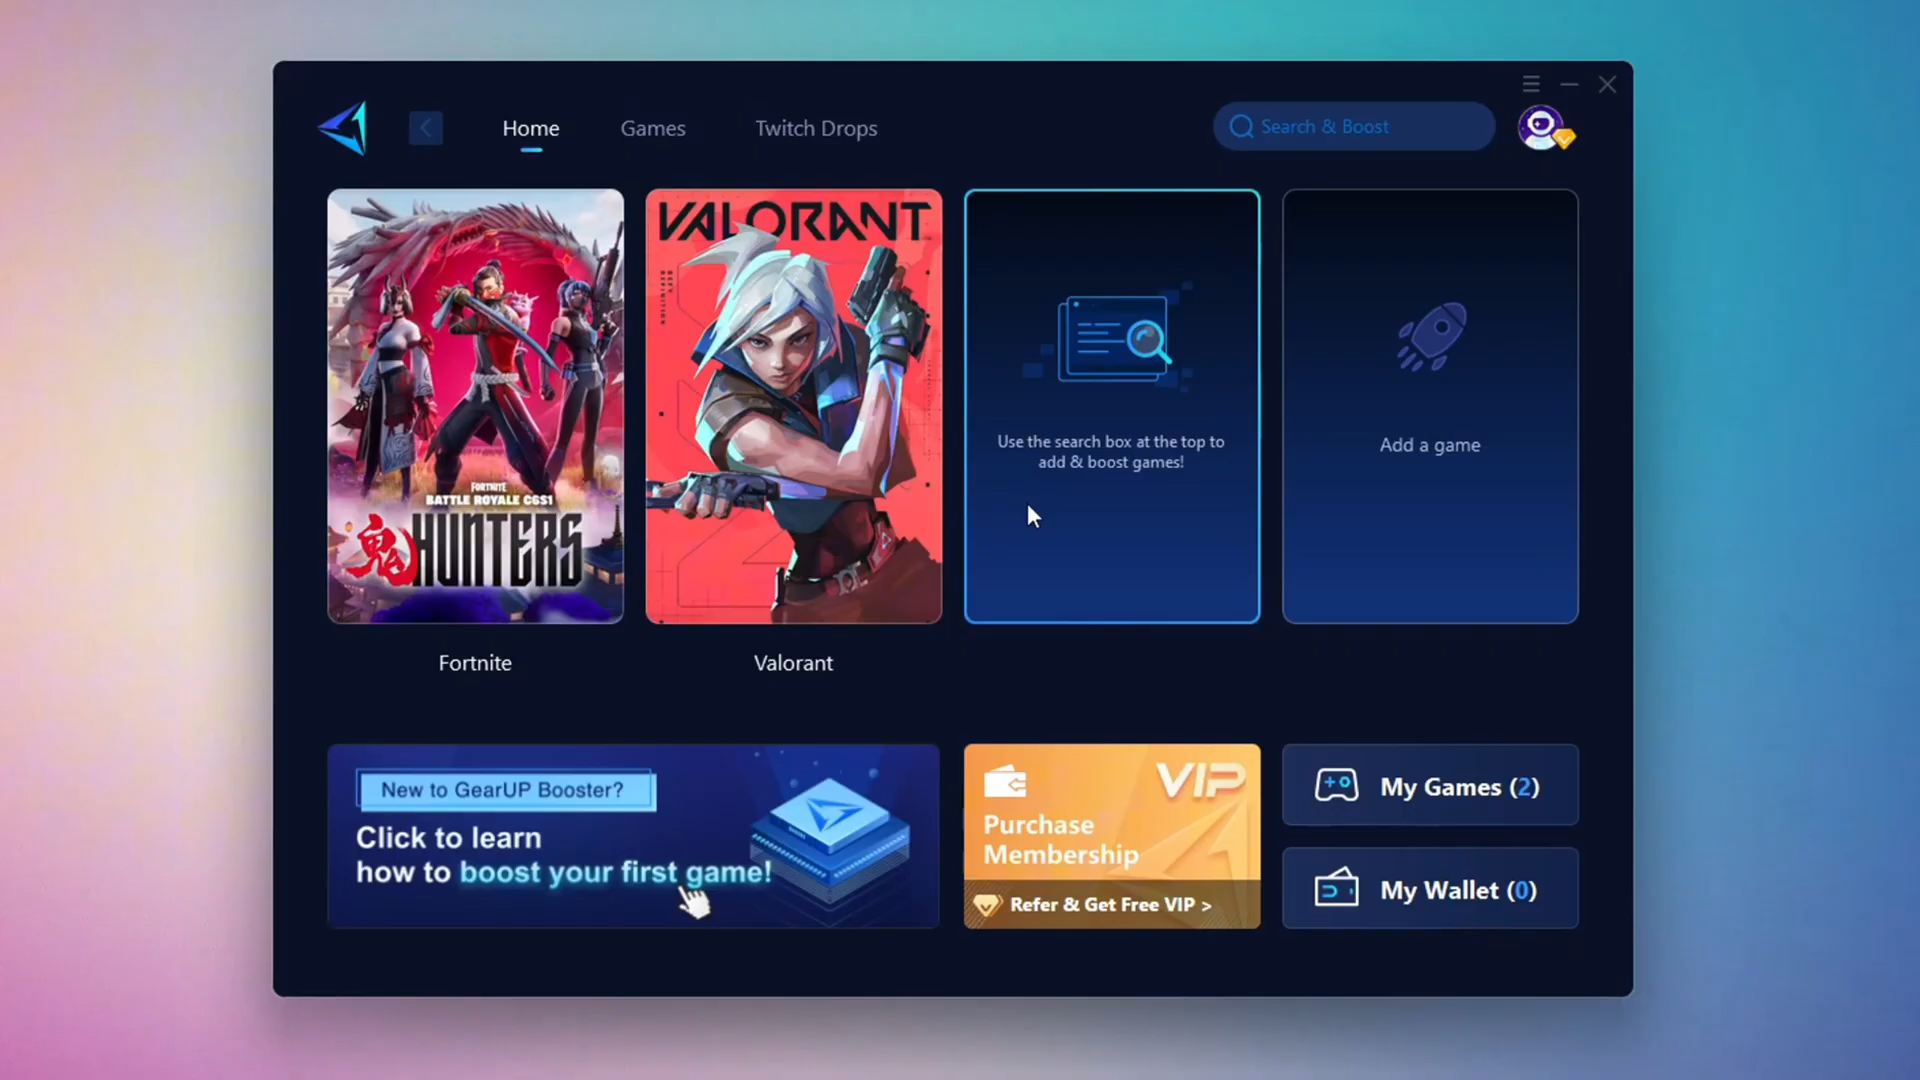 Home
Games
Twitch Drops
Search & Boost
VALORANT
Use the search box at the top to
add & boost games!
Add a game
FORTNITE
BATTLE ROYALE C6S1
鬼 HUNTERS
Fortnite
Valorant
New to GearUP Booster?
Click to learn
how to boost your first game!
VIP
Purchase
Membership
Refer & Get Free VIP >
My Games (2)
My Wallet (0)